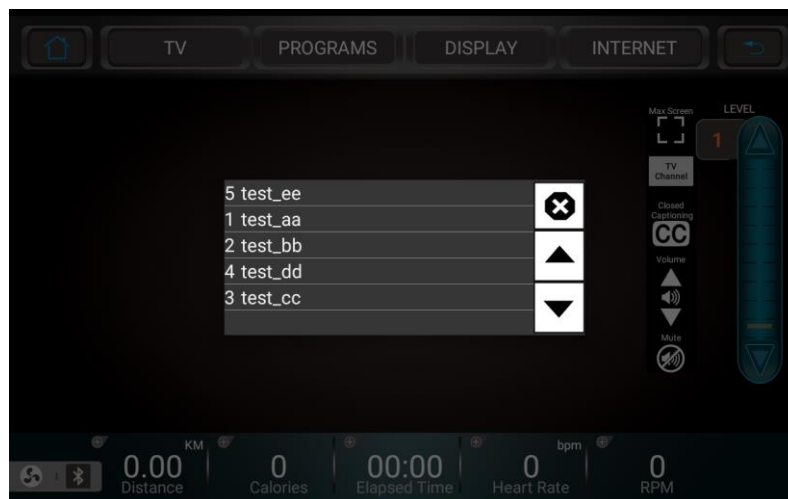 TV PROGRAMS DISPLAY INTERNET
Max Screen
LEVEL
1
TV
Channel
Closed
Captioning
CC
Volume
Mute
5 test_ee
1 test_aa
2 test_bb
4 test_dd
3 test_cc
KM
0.00
Distance
0
Calories
00:00
Elapsed Time
bpm
0
Heart Rate
0
RPM